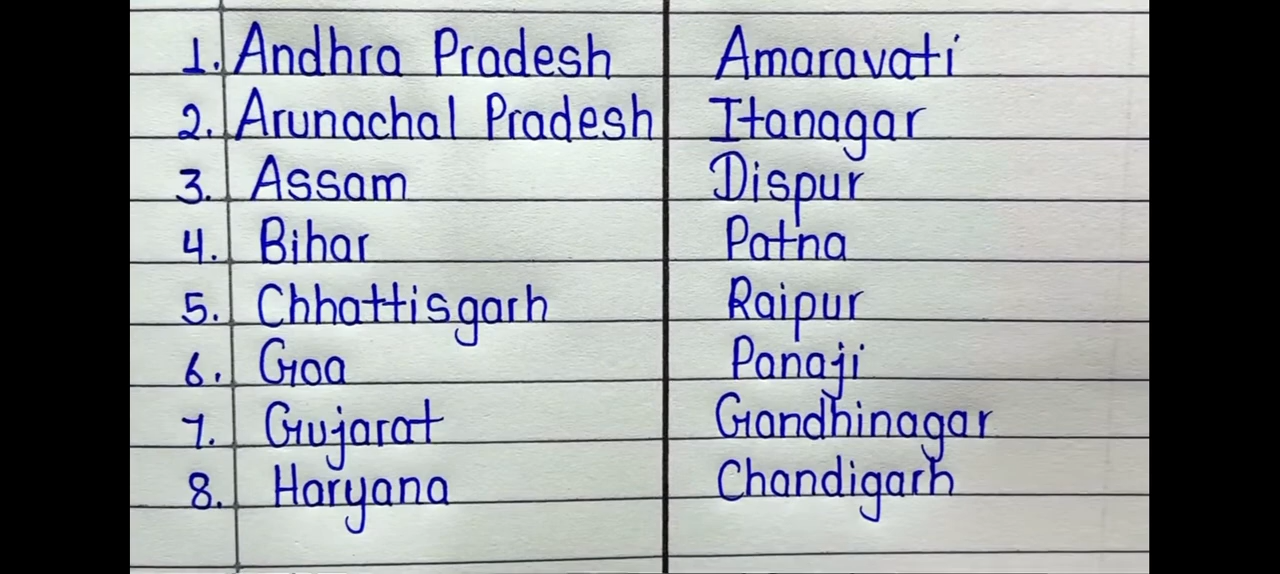 1. Andhra Pradesh Amaravati
2. Arunachal Pradesh Itanagar
3. Assam Dispur
4. Bihar Patna
5. Chhattisgarh Raipur
6. Goa Panaji
7. Gujarat Gandhinagar
8. Haryana Chandigarh